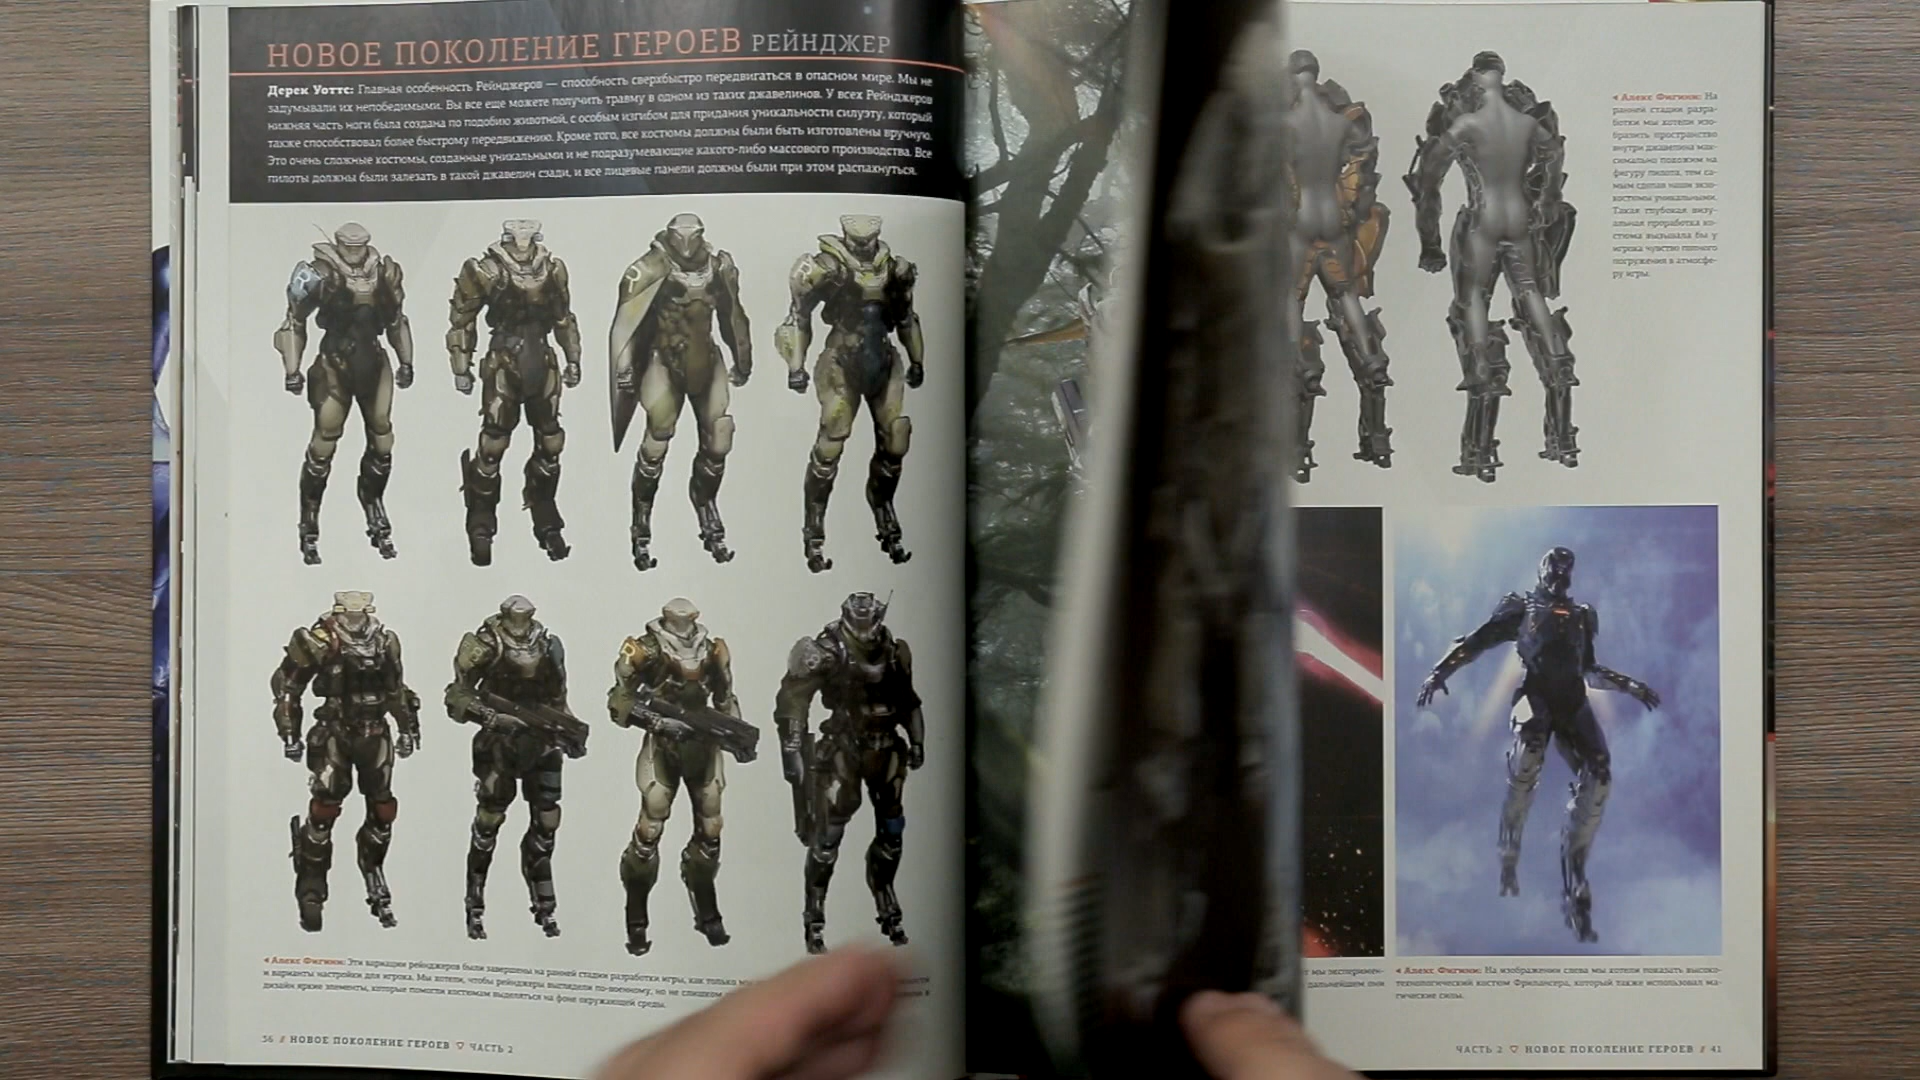 НОВОЕ ПОКОЛЕНИЕ ГЕРОЕВ РЕЙНДЖЕР
Дерек Уоттс: Главная особенность Рейнджеров — способность сверхбыстро передвигаться в опасном мире. Мы не
задумывали их непобедимыми. Вы все еще можете получить травму в одном из таких джавелинов. У всех Рейнджеров
нижняя часть ноги была создана по подобию животной, с особым изгибом для придания уникальности силуэту, который
также способствовал более быстрому передвижению. Кроме того, все костюмы должны были быть изготовлены вручную.
Это очень сложные костюмы, созданные уникальными и не подразумевающие какого-либо массового производства. Все
пилоты должны были залезать в такой джавелин сзади, и все лицевые панели должны были при этом распахнуться.
◀ Алекс Фигини: Эти вариации рейнджеров были завершены на ранней стадии разработки игры, как только мы
и варианты настройки для игрока. Мы хотели, чтобы рейнджеры выглядели по-военному, но не слишком
дизайн яркие элементы, которые помогли костюмам выделяться на фоне окружающей среды.
36 // НОВОЕ ПОКОЛЕНИЕ ГЕРОЕВ ▽ ЧАСТЬ 2
◀ Алекс Фигини: На
ранней стадии разра-
ботки мы хотели изо-
бразить пространство
внутри джавелина мак-
симально похожим на
фигуру пилота, тем са-
мым сделав наши экзо-
костюмы уникальными.
Такая глубокая визу-
альная проработка ко-
стюма вызывала бы у
игрока чувство полного
погружения в атмосфе-
ру игры.
мы эксперимен-
дальнейшем они
◀ Алекс Фигини: На изображении слева мы хотели показать высоко-
технологический костюм Фрилансера, который также использовал ма-
гические силы.
ЧАСТЬ 2 ▽ НОВОЕ ПОКОЛЕНИЕ ГЕРОЕВ // 41